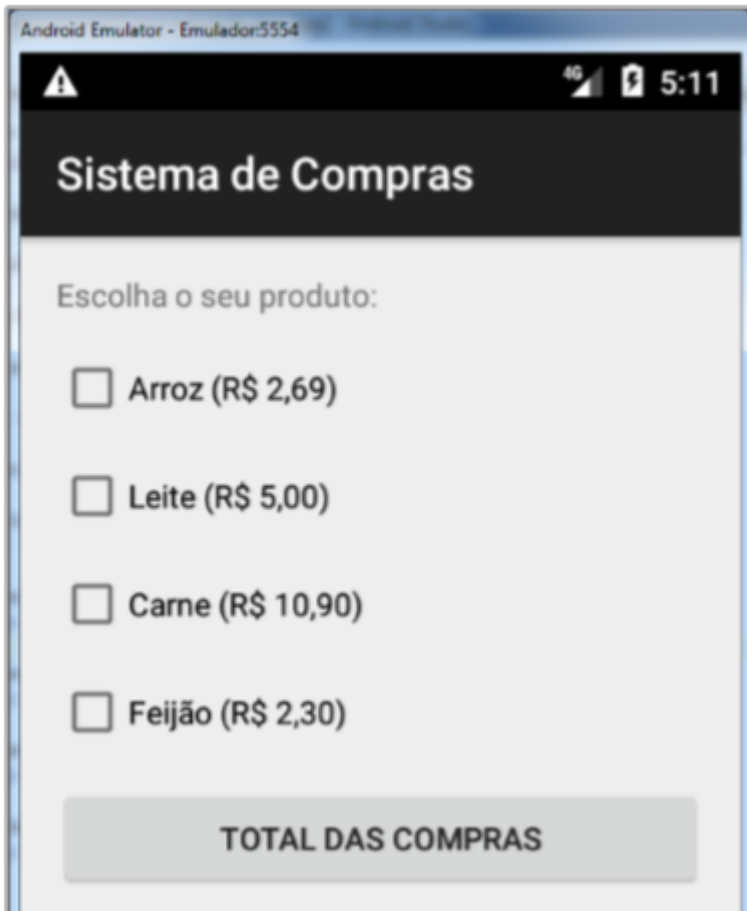 Android Emulator - Emulador:5554
4G 5:11
Sistema de Compras
Escolha o seu produto:
Arroz (R$ 2,69)
Leite (R$ 5,00)
Carne (R$ 10,90)
Feijão (R$ 2,30)
TOTAL DAS COMPRAS